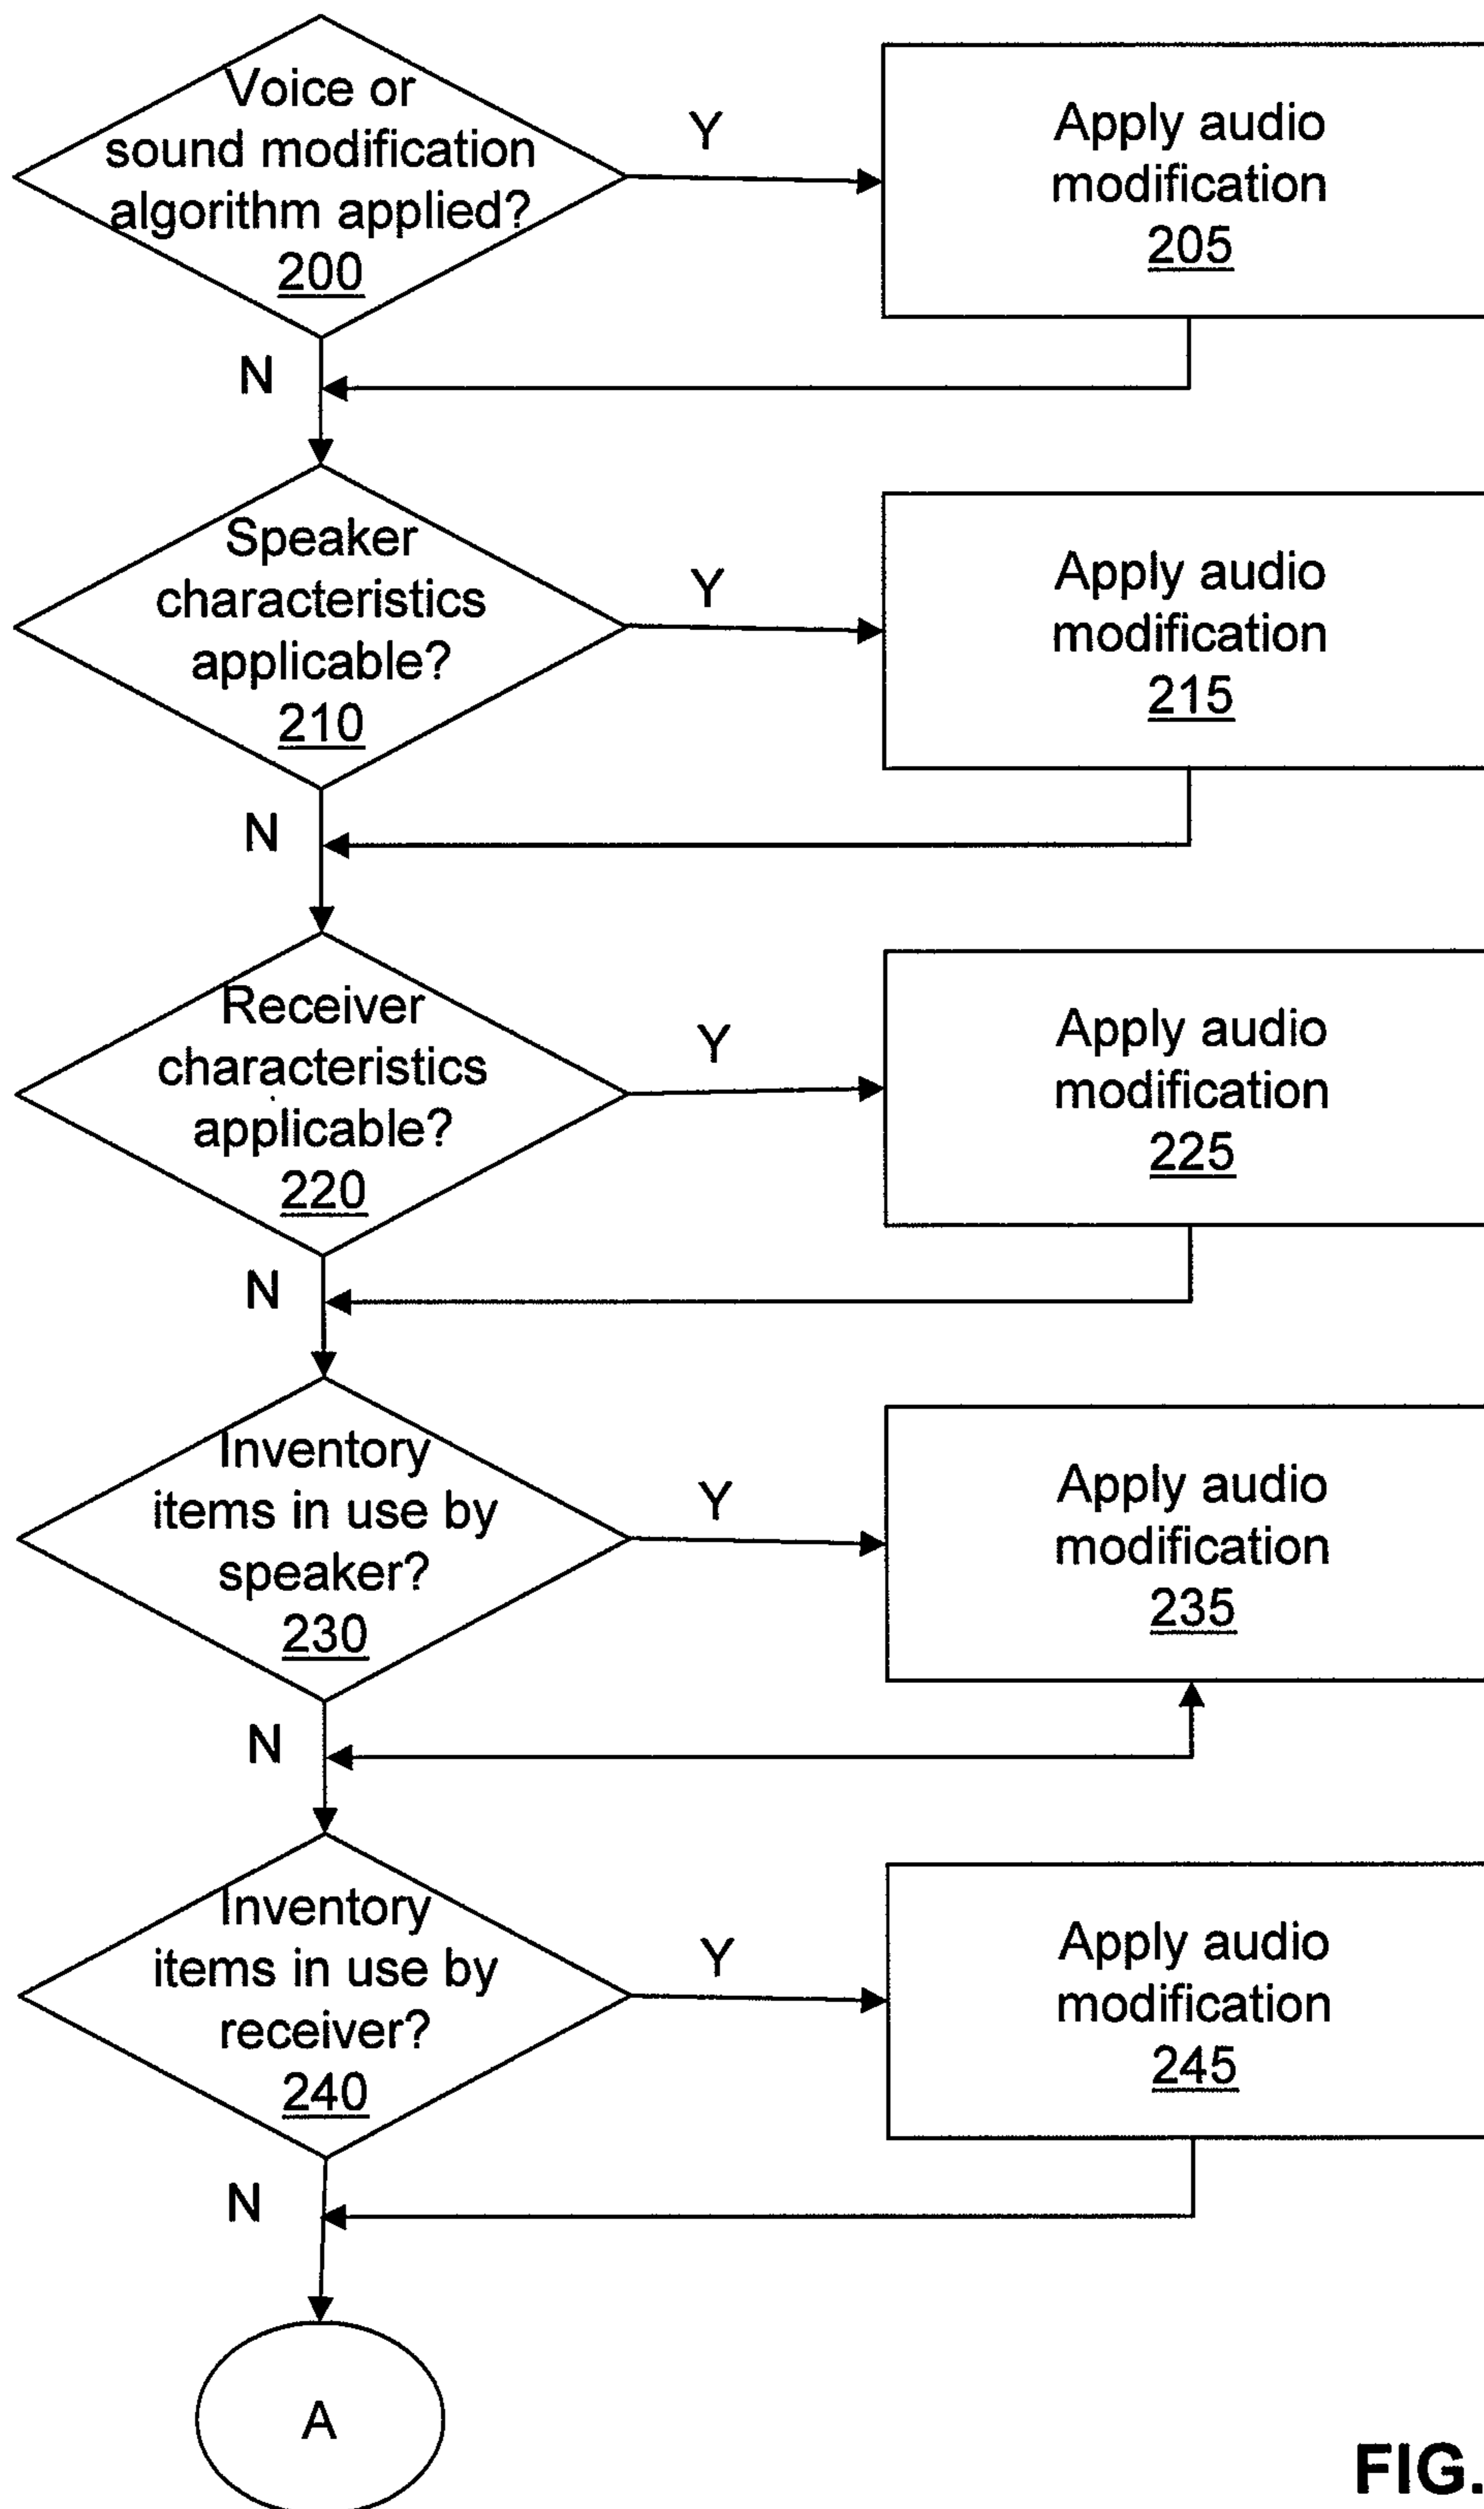 Voice or
sound modification
algorithm applied?
200
Y
Apply audio
modification
205
N
Speaker
characteristics
applicable?
210
Y
Apply audio
modification
215
N
Receiver
characteristics
applicable?
220
Y
Apply audio
modification
225
N
Inventory
items in use by
speaker?
230
Y
Apply audio
modification
235
N
Inventory
items in use by
receiver?
240
Y
Apply audio
modification
245
N
A
FIG.